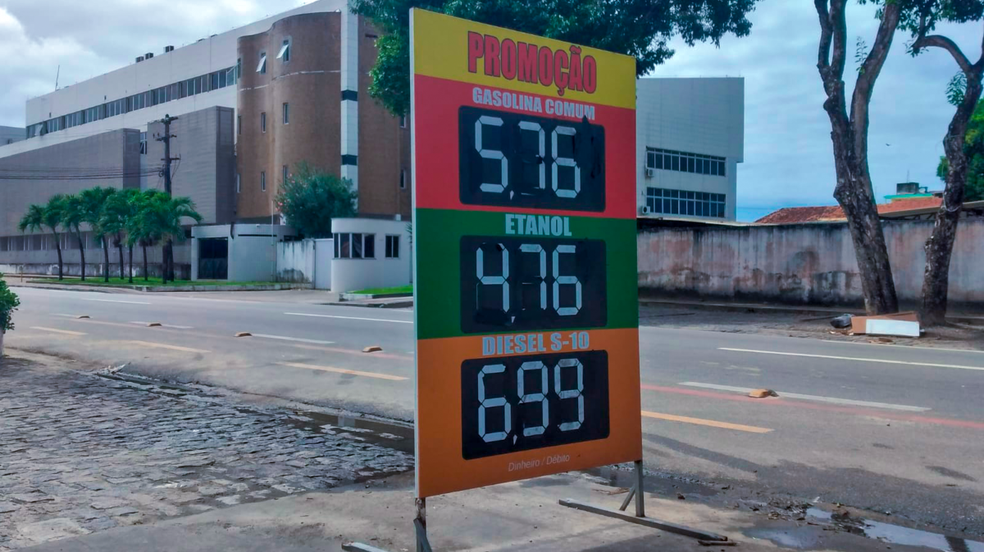 PROMOÇÃO
GASOLINA COMUM
5,76
ETANOL
4,76
DIESEL S-10
6,99
Dinheiro / Débito